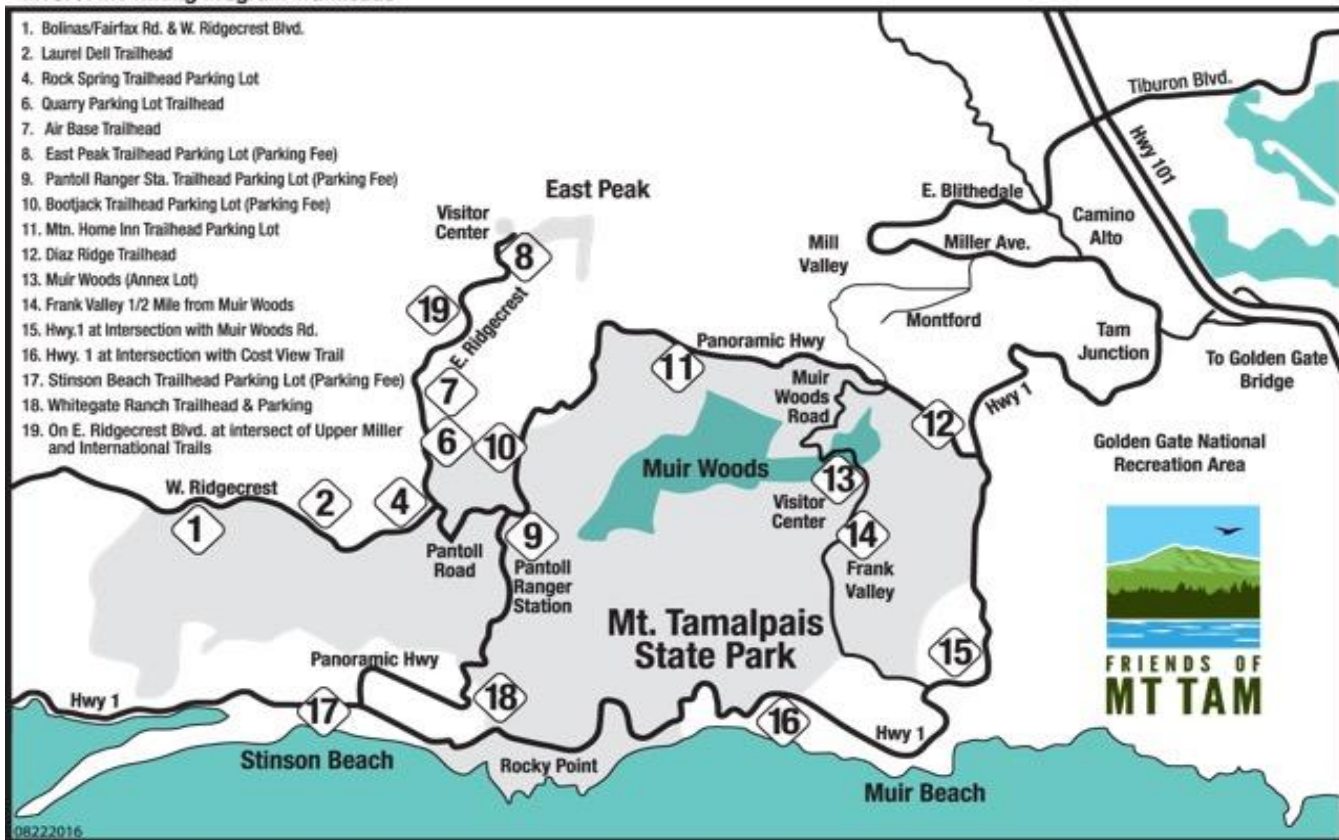 1. Bolinas/Fairfax Rd. & W. Ridgecrest Blvd.
2. Laurel Dell Trailhead
4. Rock Spring Trailhead Parking Lot
6. Quarry Parking Lot Trailhead
7. Air Base Trailhead
8. East Peak Trailhead Parking Lot (Parking Fee)
9. Pantoll Ranger Sta. Trailhead Parking Lot (Parking Fee)
10. Bootjack Trailhead Parking Lot (Parking Fee)
11. Mtn. Home Inn Trailhead Parking Lot
12. Diaz Ridge Trailhead
13. Muir Woods (Annex Lot)
14. Frank Valley 1/2 Mile from Muir Woods
15. Hwy.1 at Intersection with Muir Woods Rd.
16. Hwy. 1 at Intersection with Cost View Trail
17. Stinson Beach Trailhead Parking Lot (Parking Fee)
18. Whitegate Ranch Trailhead & Parking
19. On E. Ridgecrest Blvd. at intersect of Upper Miller
and International Trails
Tiburon Blvd.
Hwy 101
East Peak
E. Blithedale
Camino
Alto
Visitor
Center
8
Mill
Valley
Miller Ave.
19
E. Ridgecrest
Montford
Tam
Junction
To Golden Gate
Bridge
Panoramic Hwy
11
7
Muir
Woods
Road
Hwy 1
12
6
10
Golden Gate National
Recreation Area
Muir Woods
13
Visitor
Center
W. Ridgecrest
1
2
4
9
14
Pantoll
Road
Pantoll
Ranger
Station
Frank
Valley
Mt. Tamalpais
State Park
15
FRIENDS OF
MT TAM
Panoramic Hwy
18
Hwy 1
17
16
Hwy 1
Stinson Beach
Rocky Point
Muir Beach
08222016